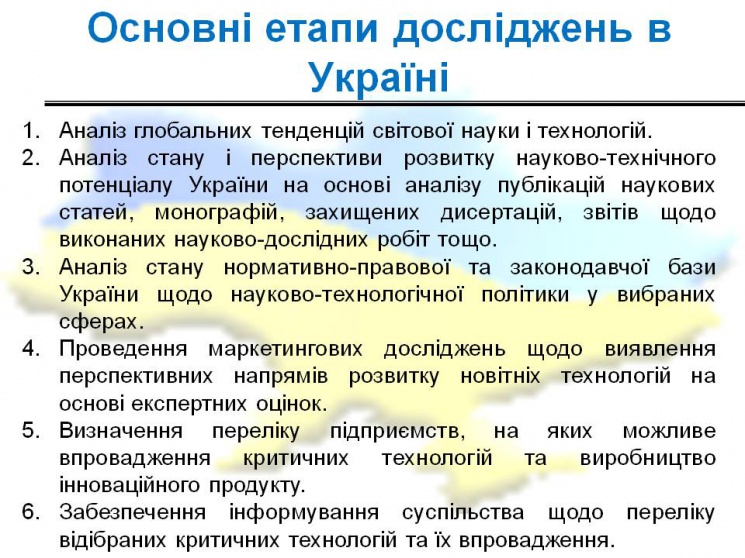 Основні етапи досліджень в
Україні
1. Аналіз глобальних тенденцій світової науки і технологій.
2. Аналіз стану і перспективи розвитку науково-технічного
потенціалу України на основі аналізу публікацій наукових
статей, монографій, захищених дисертацій, звітів щодо
виконаних науково-дослідних робіт тощо.
3. Аналіз стану нормативно-правової та законодавчої бази
України щодо науково-технологічної політики у вибраних
сферах.
4. Проведення маркетингових досліджень щодо виявлення
перспективних напрямів розвитку новітніх технологій на
основі експертних оцінок.
5. Визначення переліку підприємств, на яких можливе
впровадження критичних технологій та виробництво
інноваційного продукту.
6. Забезпечення інформування суспільства щодо переліку
відібраних критичних технологій та їх впровадження.